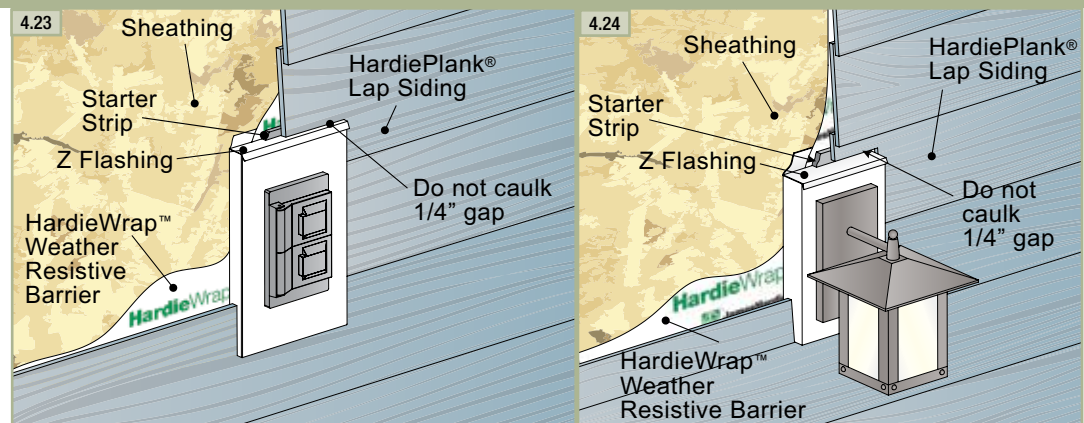 4.23
Sheathing
HardiePlank®
Lap Siding
Starter
Strip
Z Flashing
Do not caulk
1/4” gap
HardieWrap™
Weather
Resistive
Barrier
HardieWrap
4.24
Sheathing
HardiePlank®
Lap Siding
Starter
Strip
Z Flashing
Do not
caulk
1/4” gap
HardieWrap
HardieWrap™
Weather
Resistive Barrier